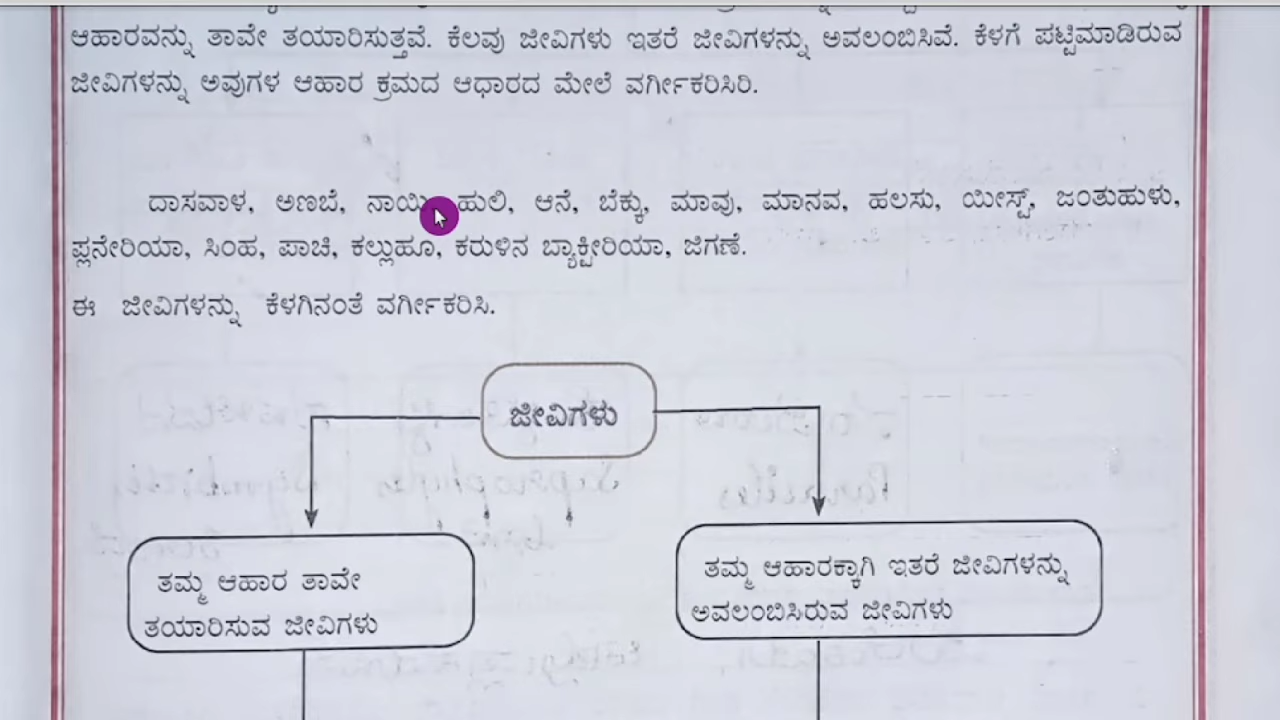 ಆಹಾರವನ್ನು ತಾವೇ ತಯಾರಿಸುತ್ತವೆ. ಕೆಲವು ಜೀವಿಗಳು ಇತರೆ ಜೀವಿಗಳನ್ನು ಅವಲಂಬಿಸಿವೆ. ಕೆಳಗೆ ಪಟ್ಟಿಮಾಡಿರುವ
ಜೀವಿಗಳನ್ನು ಅವುಗಳ ಆಹಾರ ಕ್ರಮದ ಆಧಾರದ ಮೇಲೆ ವರ್ಗೀಕರಿಸಿರಿ.
ದಾಸವಾಳ, ಅಣಬೆ, ನಾಯಿ ಹುಲಿ, ಆನೆ, ಬೆಕ್ಕು, ಮಾವು, ಮಾನವ, ಹಲಸು, ಯೀಸ್ಟ್, ಜಂತುಹುಳು,
ಪ್ಲನೇರಿಯಾ, ಸಿಂಹ, ಪಾಚಿ, ಕಲ್ಲುಹೂ, ಕರುಳಿನ ಬ್ಯಾಕ್ಟೀರಿಯಾ, ಜಿಗಣೆ.
ಈ ಜೀವಿಗಳನ್ನು ಕೆಳಗಿನಂತೆ ವರ್ಗೀಕರಿಸಿ.
ಜೀವಿಗಳು
ತಮ್ಮ ಆಹಾರ ತಾವೇ
ತಯಾರಿಸುವ ಜೀವಿಗಳು
ತಮ್ಮ ಆಹಾರಕ್ಕಾಗಿ ಇತರೆ ಜೀವಿಗಳನ್ನು
ಅವಲಂಬಿಸಿರುವ ಜೀವಿಗಳು